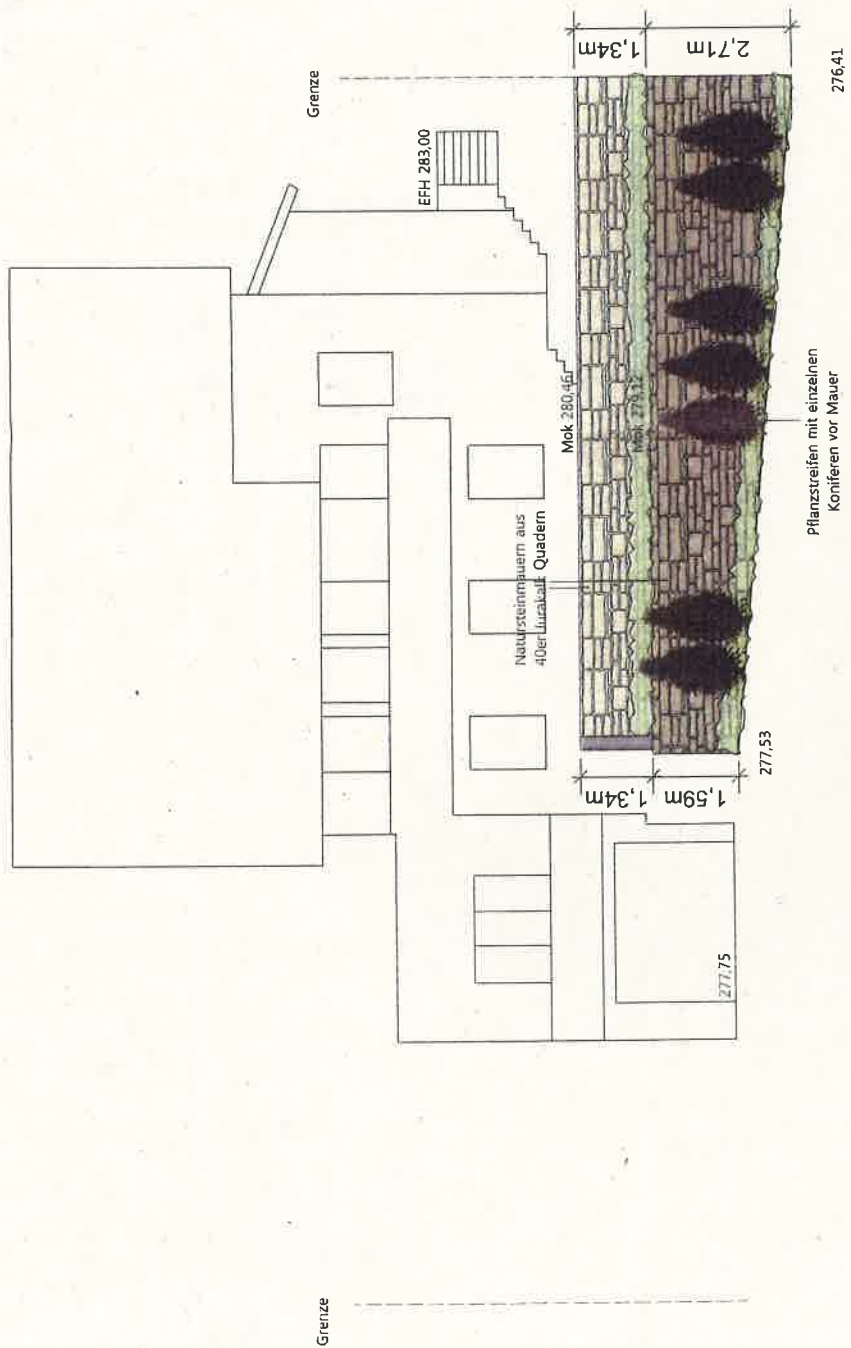 Grenze
1,34m
2,71m
276,41
EFH 283,00
Mok 280,46
Mok 279,12
Natursteinmauern aus
40er Jurakalk Quadern
Pflanzstreifen mit einzelnen
Koniferen vor Mauer
1,34m
1,59m
277,53
277,75
Grenze